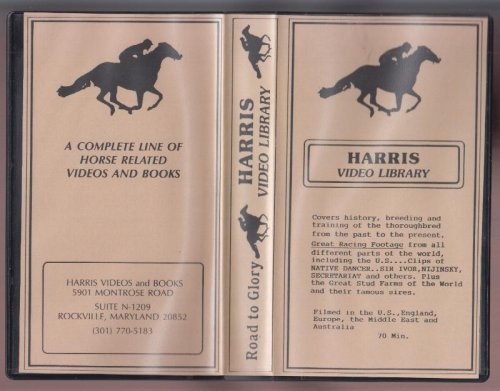 A COMPLETE LINE OF
HORSE RELATED
VIDEOS AND BOOKS
HARRIS VIDEOS and BOOKS
5901 MONTROSE ROAD
SUITE N-1209
ROCKVILLE, MARYLAND 20852
(301) 770-5183
Road to Glory
HARRIS
VIDEO LIBRARY
HARRIS
VIDEO LIBRARY
Covers history, breeding and
training of the thoroughbred
from the past to the present.
Great Racing Footage from all
different parts of the world,
including the U.S....Clips of
NATIVE DANCER..SIR IVOR,NIJINSKY,
SECRETARIAT and others. Plus
the Great Stud Farms of the World
and their famous sires.
Filmed in the U.S.,England,
Europe, the Middle East and
Australia
70 Min.